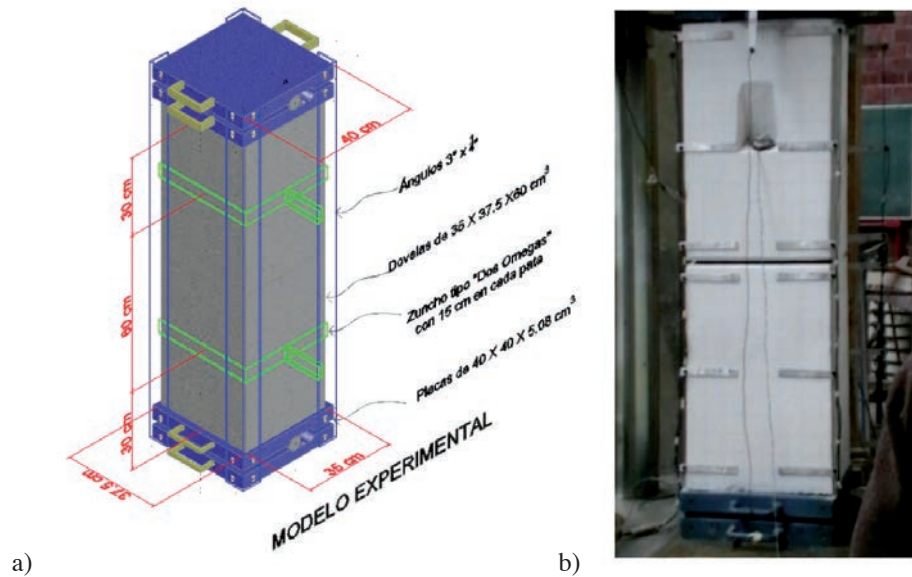 40 cm
30 cm
Ángulos 3" x ¼"
Dovelas de 35 X 37.5 X60 cm³
60 cm
Zuncho tipo "Dos Omegas"
con 15 cm en cada pata
Placas de 40 X 40 X 5.08 cm³
30 cm
37.5 cm
35 cm
MODELO EXPERIMENTAL
a)
b)